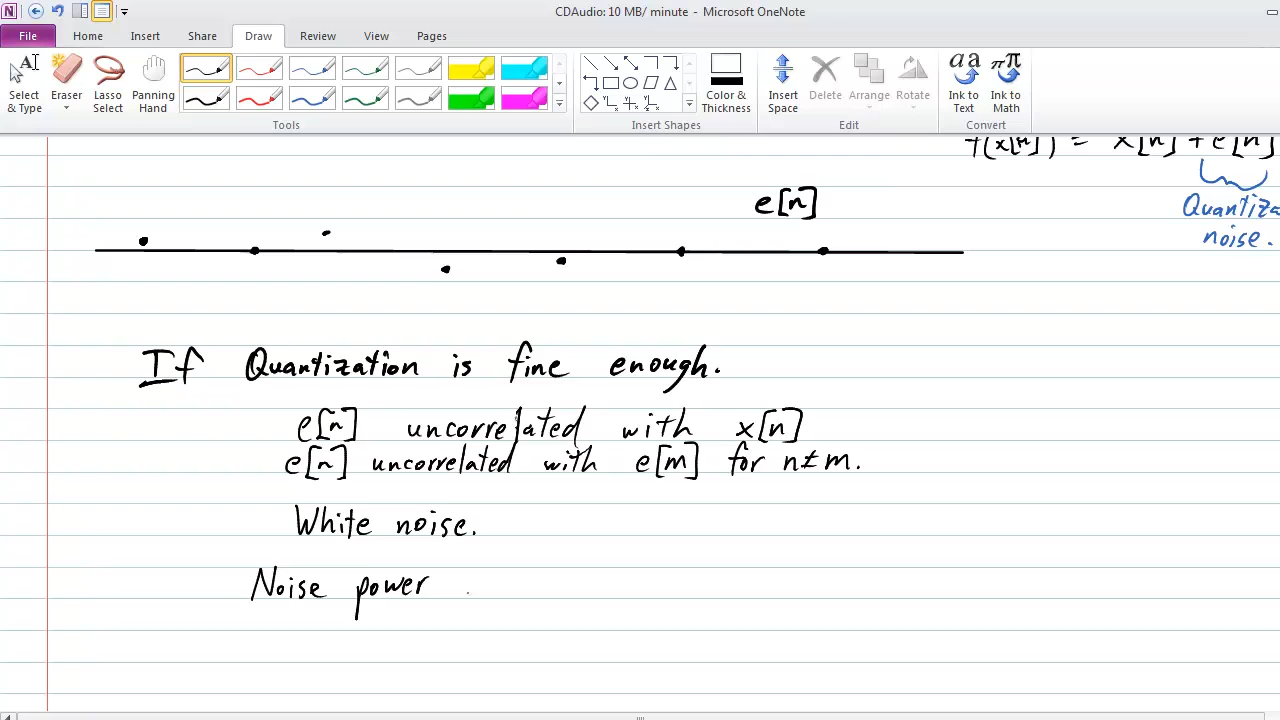 CDAudio: 10 MB/ minute - Microsoft OneNote
File Home Insert Share Draw Review View Pages
Select & Type
Eraser
Lasso Select
Panning Hand
Color & Thickness
Insert Space
Delete
Arrange
Rotate
Ink to Text
Ink to Math
Tools Insert Shapes Edit Convert
f(x[n]) = x[n] + e[n]
e[n]
Quantiza
noise.
If Quantization is fine enough.
e[n] uncorrelated with x[n]
e[n] uncorrelated with e[m] for n≠m.
White noise.
Noise power